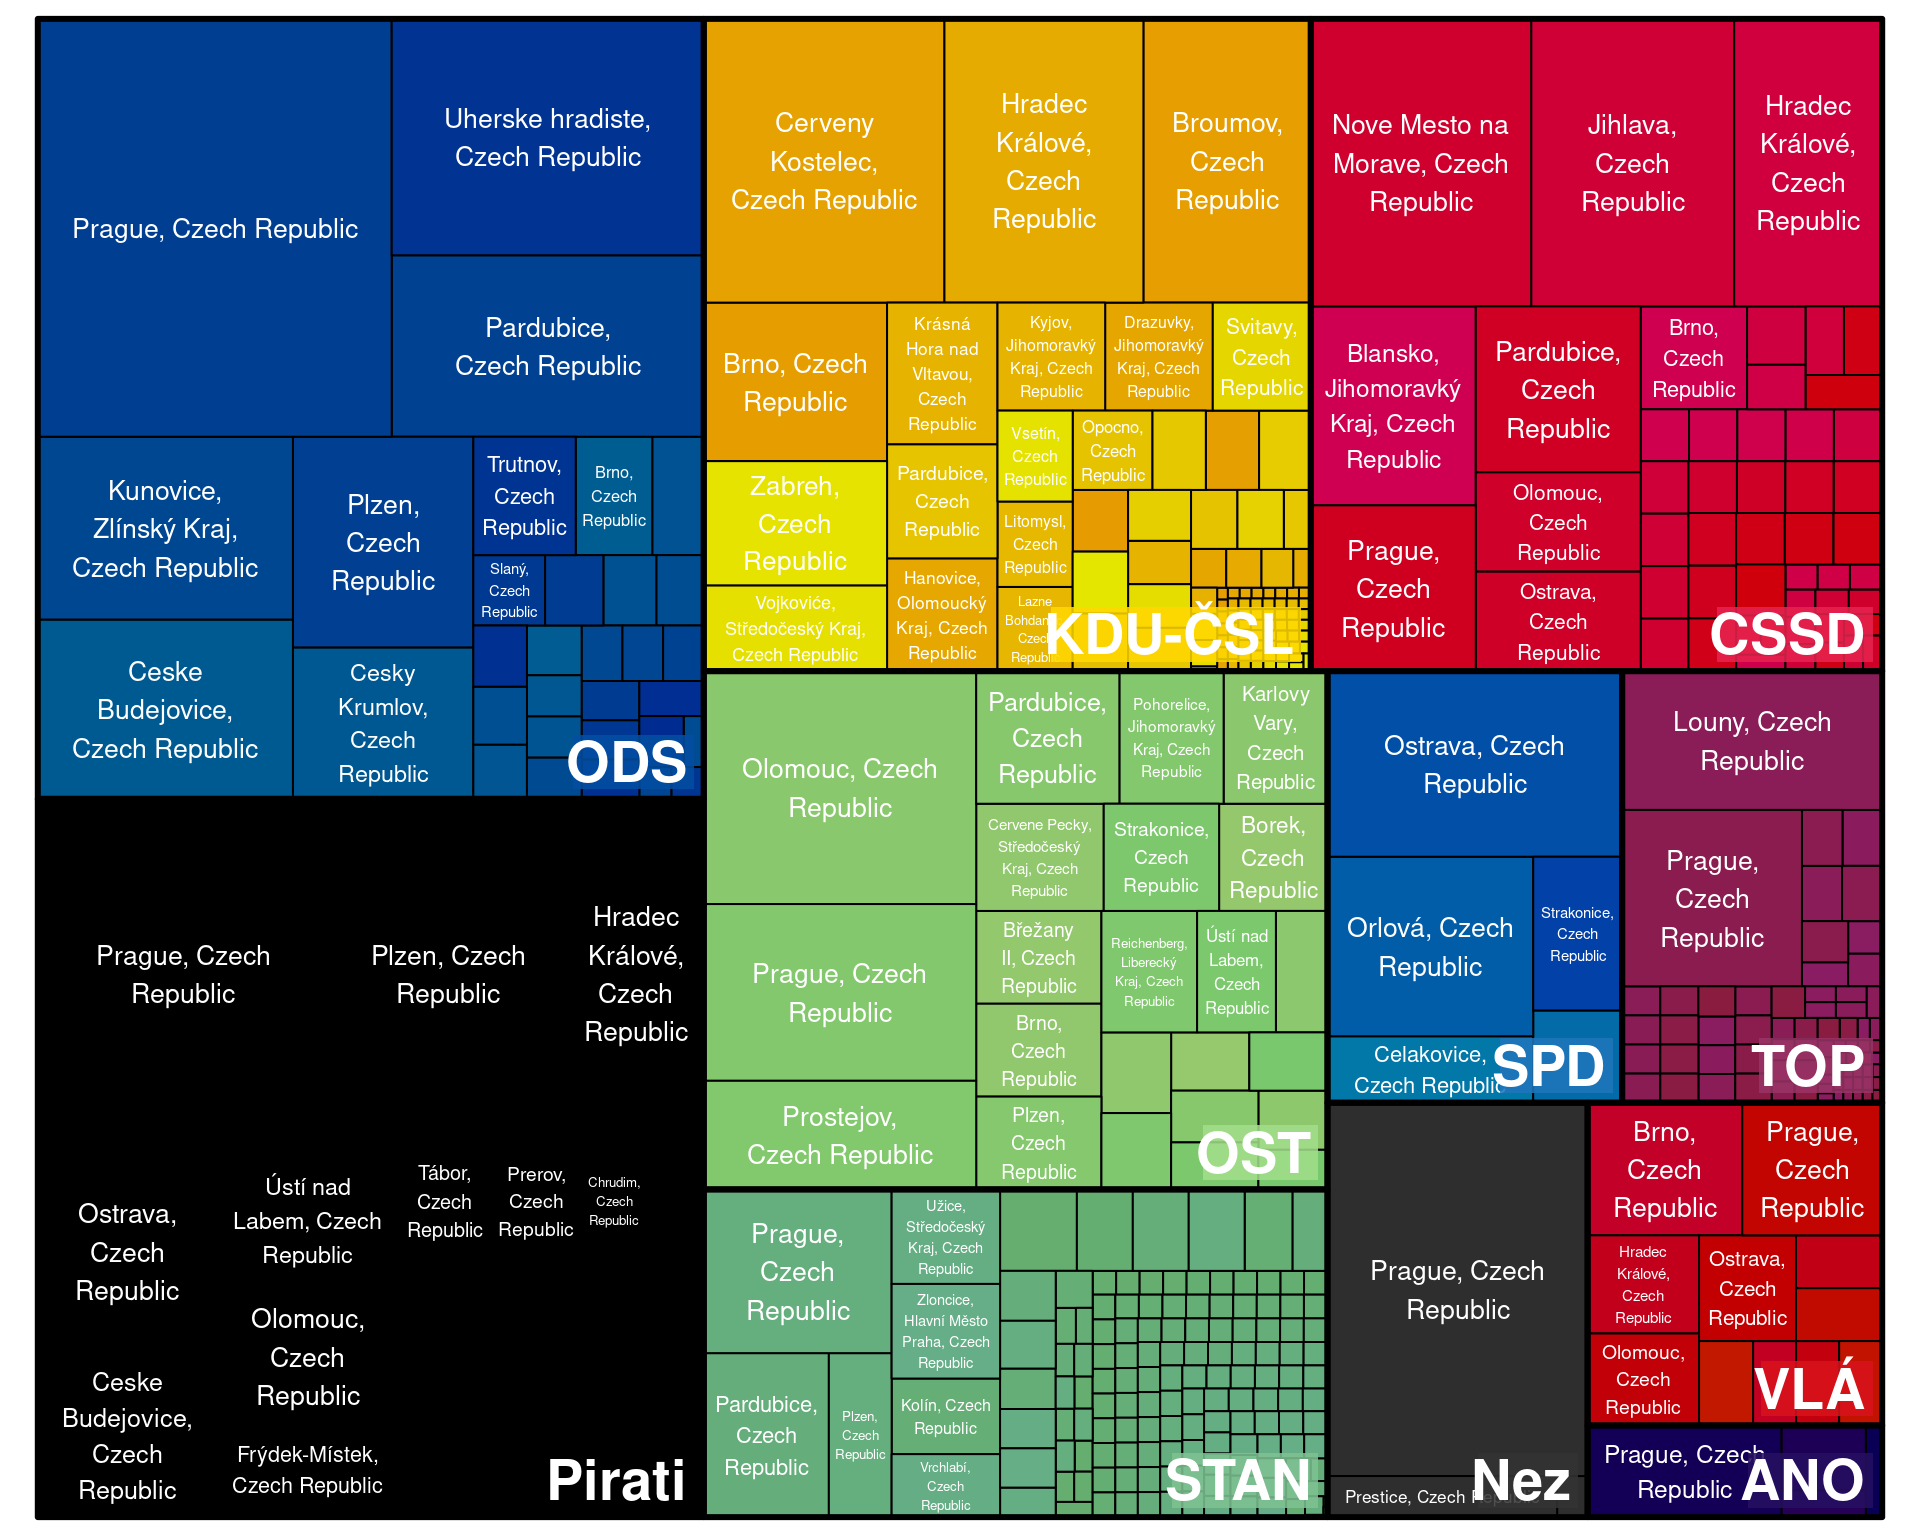 Prague, Czech Republic
Uherske hradiste,
Czech Republic
Pardubice,
Czech Republic
Kunovice,
Zlínský Kraj,
Czech Republic
Plzen,
Czech
Republic
Trutnov,
Czech
Republic
Brno,
Czech
Republic
Slaný,
Czech
Republic
Ceske
Budejovice,
Czech Republic
Cesky
Krumlov,
Czech
Republic
ODS
Cerveny
Kostelec,
Czech Republic
Hradec
Králové,
Czech
Republic
Broumov,
Czech
Republic
Brno, Czech
Republic
Krásná
Hora nad
Vltavou,
Czech
Republic
Kyjov,
Jihomoravký
Kraj, Czech
Republic
Drazuvky,
Jihomoravký
Kraj, Czech
Republic
Svitavy,
Czech
Republic
Zabreh,
Czech
Republic
Pardubice,
Czech
Republic
Vsetín,
Czech
Republic
Opocno,
Czech
Republic
Litomysl,
Czech
Republic
Vojkoviće,
Středočeský Kraj,
Czech Republic
Hanovice,
Olomoucký
Kraj, Czech
Republic
Lazne
Czech
KDU-ČSL
Nove Mesto na
Morave, Czech
Republic
Jihlava,
Czech
Republic
Hradec
Králové,
Czech
Republic
Blansko,
Jihomoravký
Kraj, Czech
Republic
Pardubice,
Czech
Republic
Brno,
Czech
Republic
Prague,
Czech
Republic
Olomouc,
Czech
Republic
Ostrava,
Czech
Republic
CSSD
Prague, Czech
Republic
Plzen, Czech
Republic
Hradec
Králové,
Czech
Republic
Ostrava,
Czech
Republic
Ústí nad
Labem, Czech
Republic
Tábor,
Czech
Republic
Prerov,
Czech
Republic
Chrudim,
Czech
Republic
Ceske
Budejovice,
Czech
Republic
Olomouc,
Czech
Republic
Frýdek-Místek,
Czech Republic
Pirati
Olomouc, Czech
Republic
Pardubice,
Czech
Republic
Pohorelice,
Jihomoravký
Kraj, Czech
Republic
Karlovy
Vary,
Czech
Republic
Cervene Pecky,
Středočeský
Kraj, Czech
Republic
Strakonice,
Czech
Republic
Borek,
Czech
Republic
Prague, Czech
Republic
Břežany
II, Czech
Republic
Reichenberg,
Liberecký
Kraj, Czech
Republic
Ústí nad
Labem,
Czech
Republic
Brno,
Czech
Republic
Prostejov,
Czech Republic
Plzen,
Czech
Republic
OST
Prague,
Czech
Republic
Užice,
Středočeský
Kraj, Czech
Republic
Zloncice,
Hlavní Město
Praha, Czech
Republic
Pardubice,
Czech
Republic
Plzen,
Czech
Republic
Kolín, Czech
Republic
Vrchlabí,
Czech
Republic
STAN
Ostrava, Czech
Republic
Orlová, Czech
Republic
Strakonice,
Czech
Republic
Celakovice,
Czech Republic
SPD
Louny, Czech
Republic
Prague,
Czech
Republic
TOP
Prague, Czech
Republic
Prestice, Czech Republic
Nez
Brno,
Czech
Republic
Prague,
Czech
Republic
Hradec
Králové,
Czech
Republic
Ostrava,
Czech
Republic
Olomouc,
Czech
Republic
VLÁ
Prague, Czech
Republic
ANO